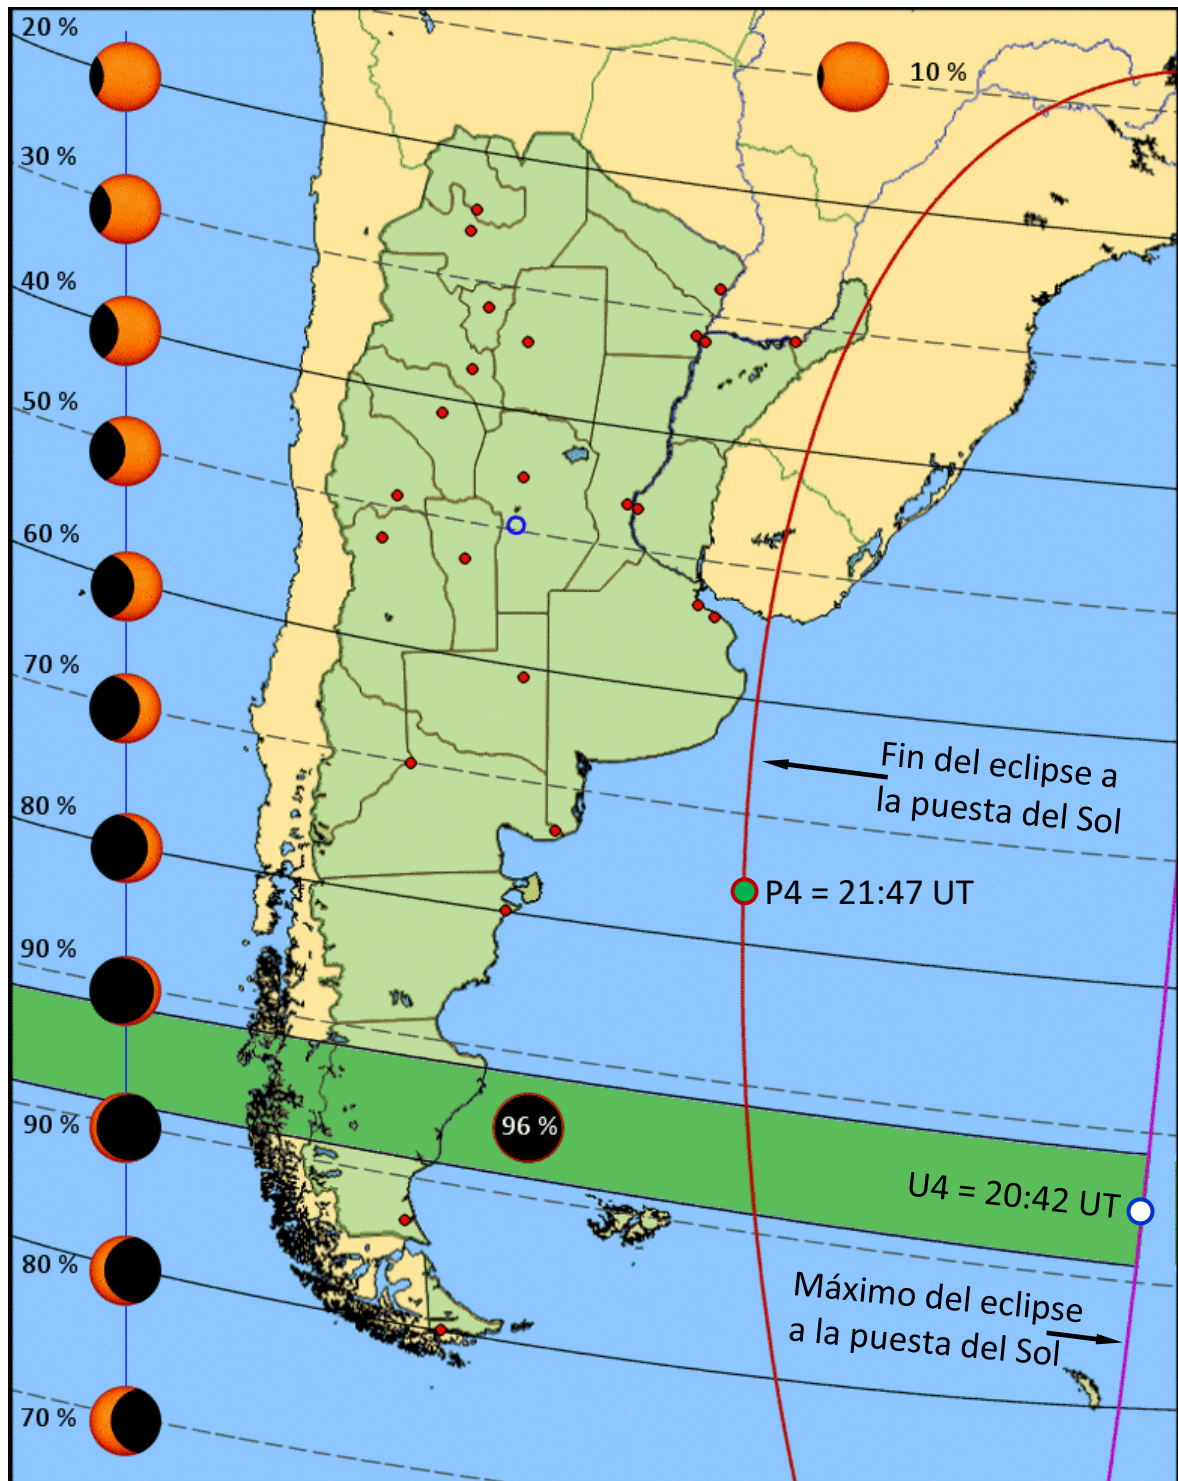 20 %
10 %
30 %
40 %
50 %
60 %
70 %
Fin del eclipse a
la puesta del Sol
80 %
P4 = 21:47 UT
90 %
90 %
96 %
U4 = 20:42 UT
80 %
Máximo del eclipse
a la puesta del Sol
70 %